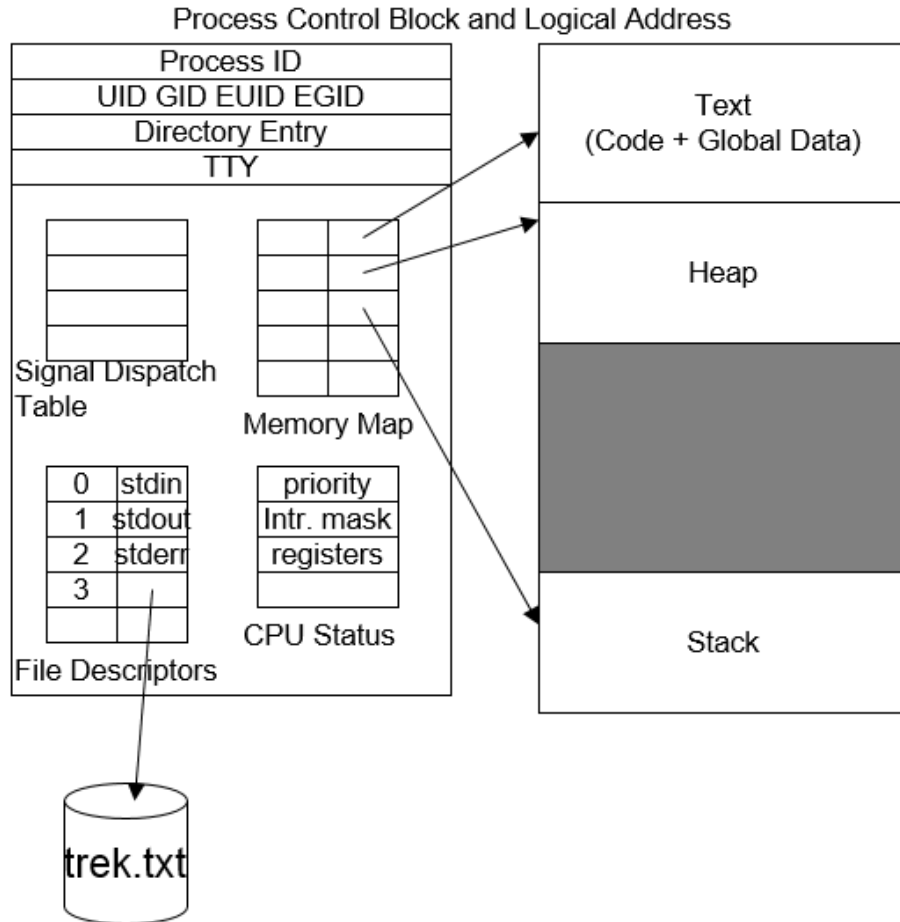 Process Control Block and Logical Address
Process ID
UID GID EUID EGID
Directory Entry
TTY
Signal Dispatch
Table
Memory Map
0 stdin
1 stdout
2 stderr
3
File Descriptors
priority
Intr. mask
registers
CPU Status
trek.txt
Text
(Code + Global Data)
Heap
Stack